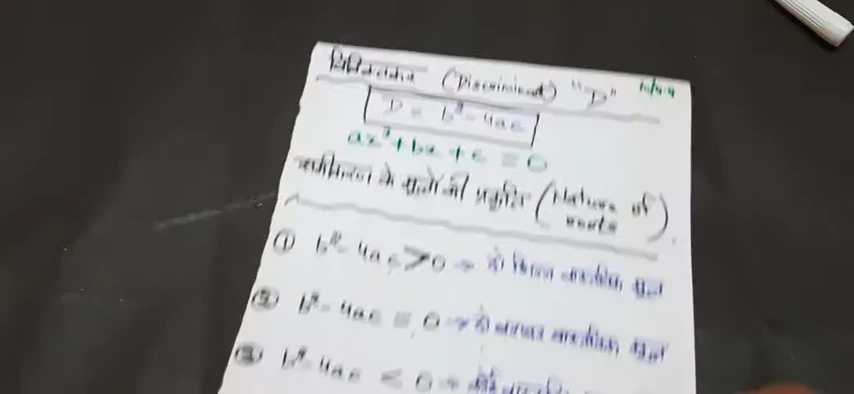 विविक्तकर (Discriminant) "D"
D = b²-4ac
ax²+bx+c=0
समीकरण के मूलों की प्रकृति (Nature of roots)
① b²-4ac>0 → दो भिन्न वास्तविक मूल
② b²-4ac = 0 → दो बराबर वास्तविक मूल
③ b²-4ac < 0 → कोई